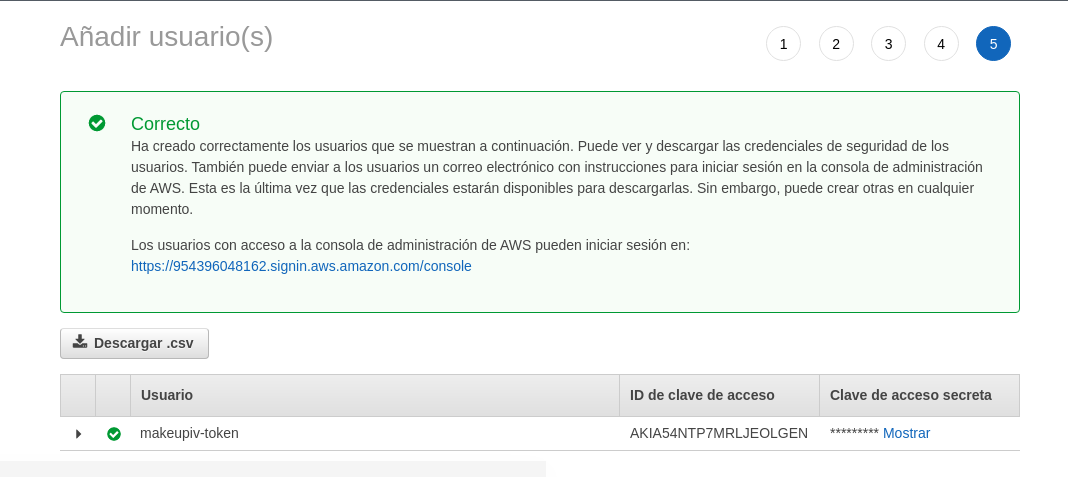 Añadir usuario(s)
1 2 3 4 5
Correcto
Ha creado correctamente los usuarios que se muestran a continuación. Puede ver y descargar las credenciales de seguridad de los
usuarios. También puede enviar a los usuarios un correo electrónico con instrucciones para iniciar sesión en la consola de administración
de AWS. Esta es la última vez que las credenciales estarán disponibles para descargarlas. Sin embargo, puede crear otras en cualquier
momento.
Los usuarios con acceso a la consola de administración de AWS pueden iniciar sesión en:
https://954396048162.signin.aws.amazon.com/console
Descargar .csv
Usuario ID de clave de acceso Clave de acceso secreta
makeupiv-token AKIA54NTP7MRLJEOLGEN ********* Mostrar